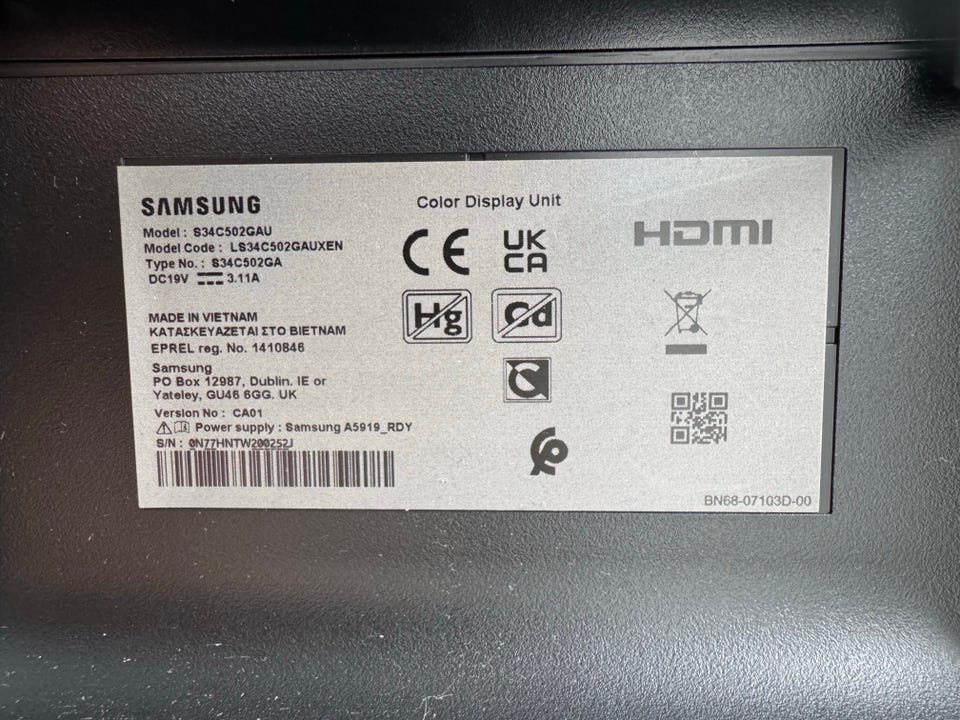 SAMSUNG
Color Display Unit
Model : S34C502GAU
Model Code : LS34C502GAUXEN
Type No. : S34C502GA
DC19V 3.11A
CE
UK
CA
HDMI
Hg
Cd
MADE IN VIETNAM
ΚΑΤΑΣΚΕΥΑΖΕΤΑΙ ΣΤΟ ΒΙΕΤΝΑΜ
EPREL reg. No. 1410846
Samsung
PO Box 12987, Dublin. IE or
Yateley, GU46 6GG. UK
Version No : CA01
Power supply : Samsung A5919_RDY
S/N : 0N77HNTW200252J
BN68-07103D-00